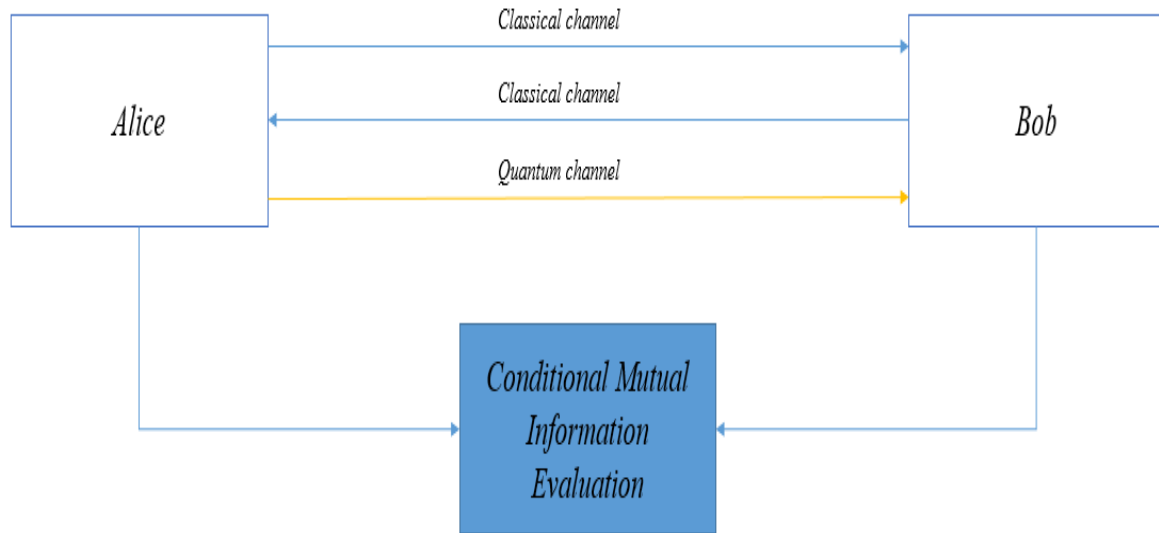 Classical channel
Classical channel
Alice
Bob
Quantum channel
Conditional Mutual
Information
Evaluation